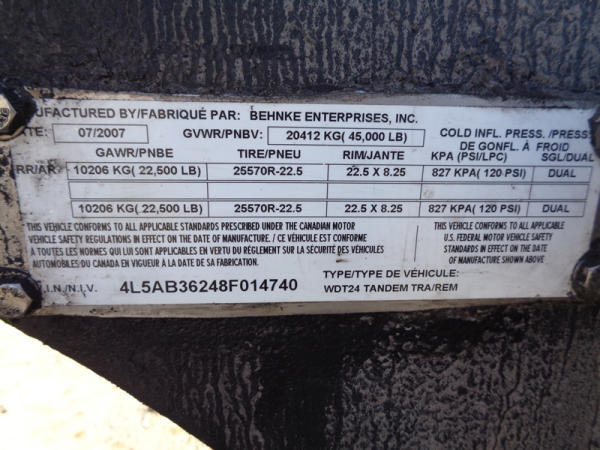 MANUFACTURED BY/FABRIQUÉ PAR: BEHNKE ENTERPRISES, INC.
TE: 07/2007 GVWR/PNBV: 20412 KG( 45,000 LB) COLD INFL. PRESS. /PRESS
DE GONFL. À FROID
GAWR/PNBE TIRE/PNEU RIM/JANTE KPA (PSI/LPC) SGL/DUAL
RR/AR 10206 KG( 22,500 LB) 25570R-22.5 22.5 X 8.25 827 KPA( 120 PSI) DUAL
10206 KG( 22,500 LB) 25570R-22.5 22.5 X 8.25 827 KPA( 120 PSI) DUAL
THIS VEHICLE CONFORMS TO ALL APPLICABLE STANDARDS PRESCRIBED UNDER THE CANADIAN MOTOR
VEHICLE SAFETY REGULATIONS IN EFFECT ON THE DATE OF MANUFACTURE. / CE VÉHICULE EST CONFORME
A TOUTES LES NORMES QUI LUI SONT APPLICABLES EN VERTU DU RÈGLEMENT SUR LA SÉCURITÉ DES VÉHICULES
AUTOMOBILES DU CANADA EN VIGUEUR À LA DATE DE SA FABRICATION.
THIS VEHICLE CONFORMS TO ALL APPLICABLE
U.S. FEDERAL MOTOR VEHICLE SAFETY
STANDARDS IN EFFECT ON THE DATE
OF MANUFACTURE SHOWN ABOVE
.I.N./N.I.V. 4L5AB36248F014740
TYPE/TYPE DE VÉHICULE:
WDT24 TANDEM TRA/REM